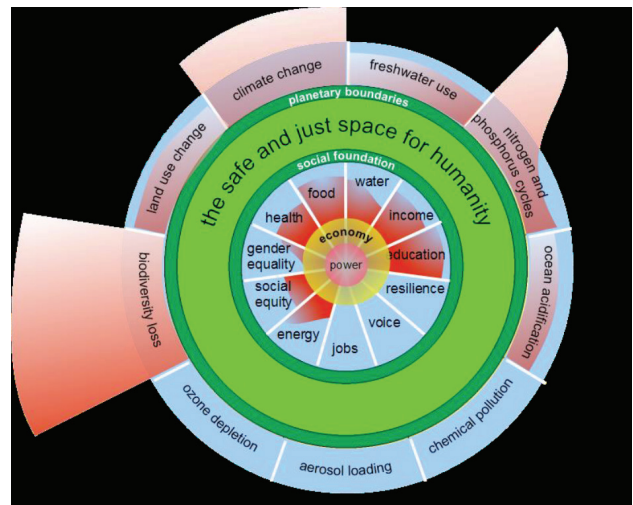 climate change
freshwater use
nitrogen and
phosphorus cycles
ocean acidification
chemical pollution
aerosol loading
ozone depletion
biodiversity loss
land use change
planetary boundaries
the safe and just space for humanity
social foundation
water
income
education
resilience
voice
jobs
energy
social
equity
gender
equality
health
food
economy
power